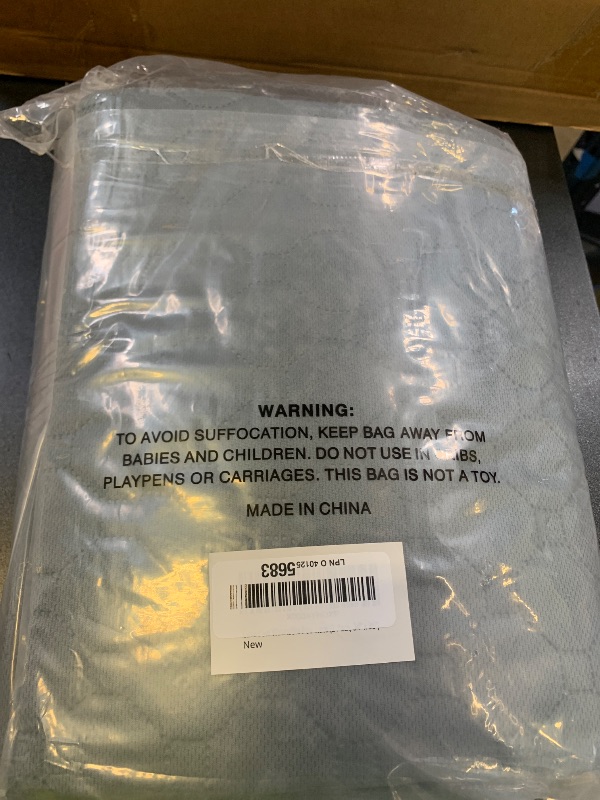 WARNING:
TO AVOID SUFFOCATION, KEEP BAG AWAY FROM
BABIES AND CHILDREN. DO NOT USE IN CRIBS,
PLAYPENS OR CARRIAGES. THIS BAG IS NOT A TOY.
MADE IN CHINA
LPN O 401255683
New